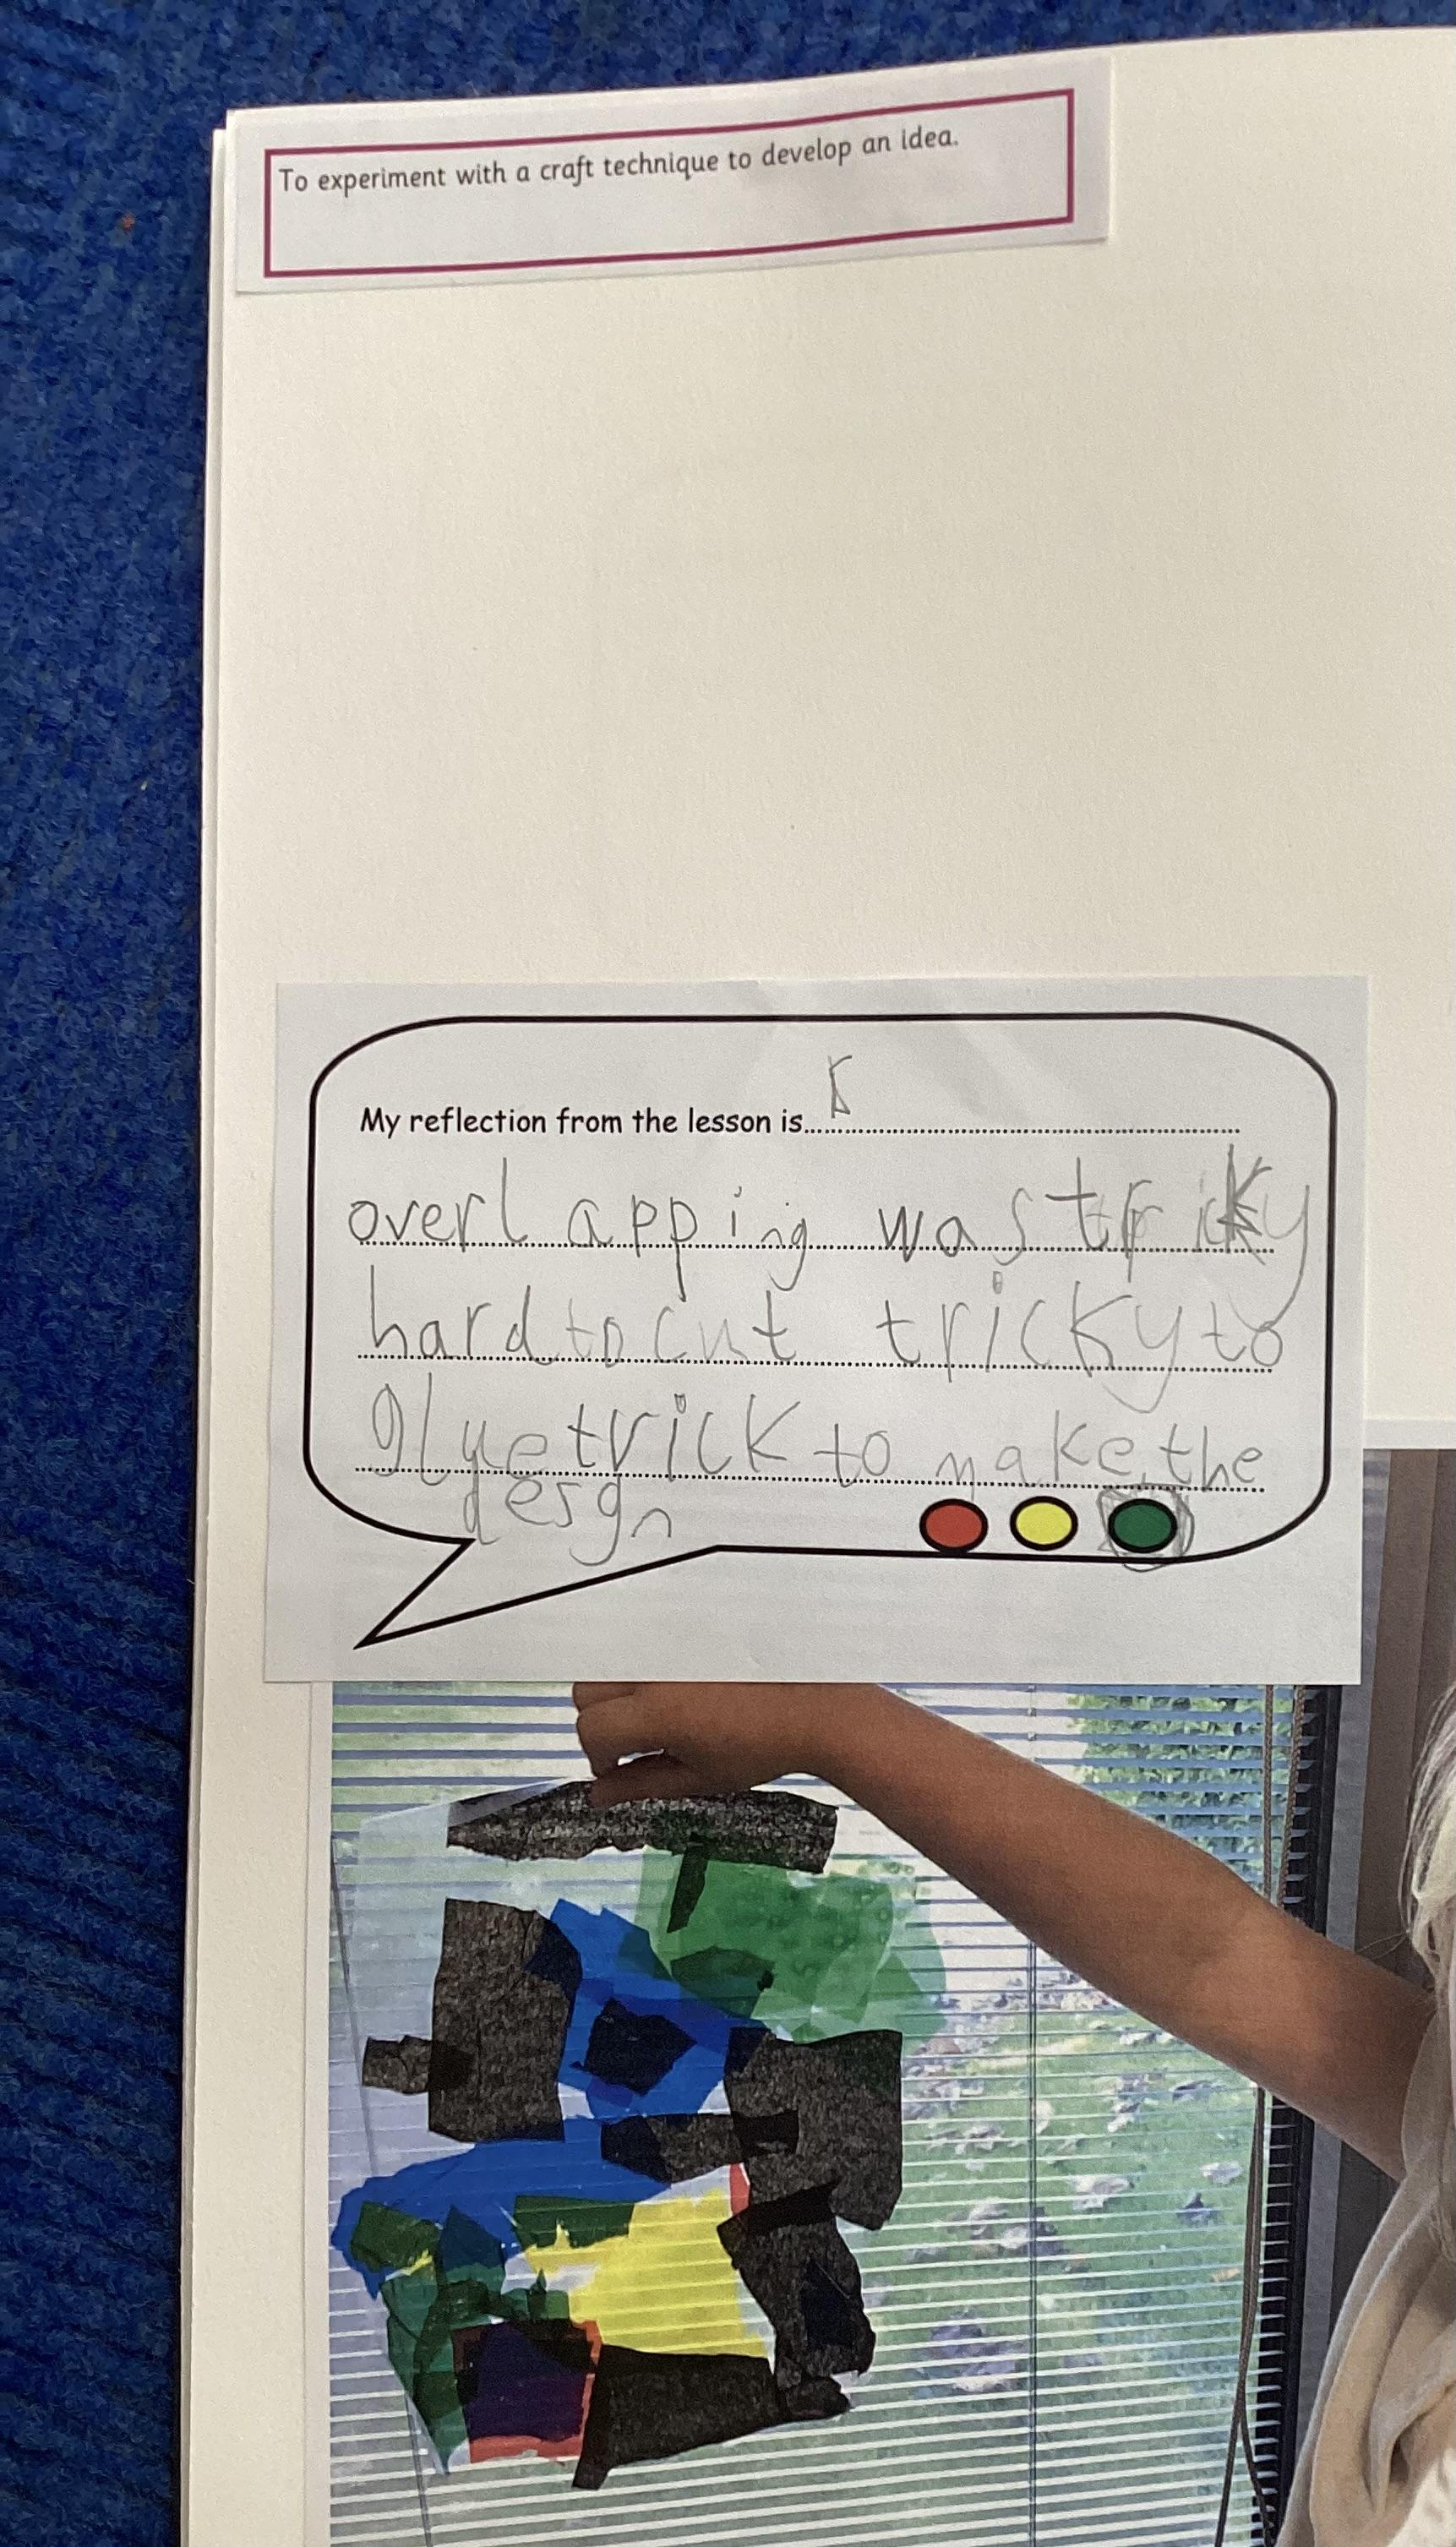 To experiment with a craft technique to develop an idea.
My reflection from the lesson is
overlapping was tricky
hard to cut tricky to
glue trick to make the
desgn